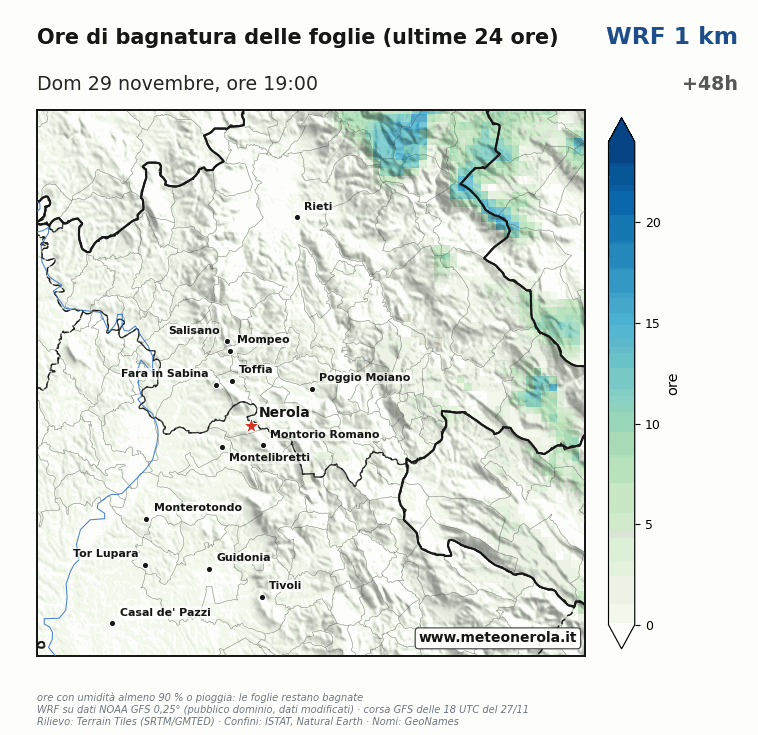 Ore di bagnatura delle foglie (ultime 24 ore)
WRF 1 km
Dom 29 novembre, ore 19:00
+48h
Rieti
Salisano
Mompeo
Fara in Sabina
Toffia
Poggio Moiano
Nerola
Montorio Romano
Montelibretti
Monterotondo
Tor Lupara
Guidonia
Tivoli
Casal de' Pazzi
www.meteonerola.it
20
15
10
5
0
ore
ore con umidità almeno 90 % o pioggia: le foglie restano bagnate
WRF su dati NOAA GFS 0,25° (pubblico dominio, dati modificati) · corsa GFS delle 18 UTC del 27/11
Rilievo: Terrain Tiles (SRTM/GMTED) · Confini: ISTAT, Natural Earth · Nomi: GeoNames